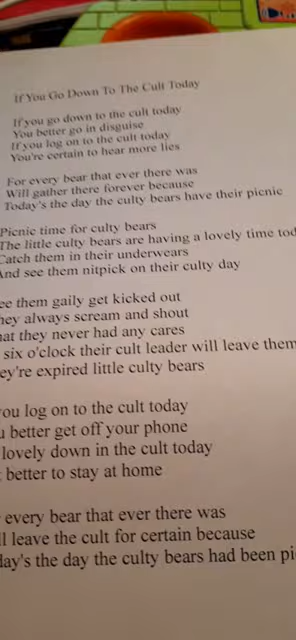 If You Go Down To The Cult Today
If you go down to the cult today
You better go in disguise
If you log on to the cult today
You're certain to hear more lies
For every bear that ever there was
Will gather there forever because
Today's the day the culty bears have their picnic
Picnic time for culty bears
The little culty bears are having a lovely time tod
Catch them in their underwears
And see them nitpick on their culty day
ee them gaily get kicked out
hey always scream and shout
at they never had any cares
six o'clock their cult leader will leave them
ey're expired little culty bears
ou log on to the cult today
u better get off your phone
lovely down in the cult today
better to stay at home
every bear that ever there was
ll leave the cult for certain because
day's the day the culty bears had been pi